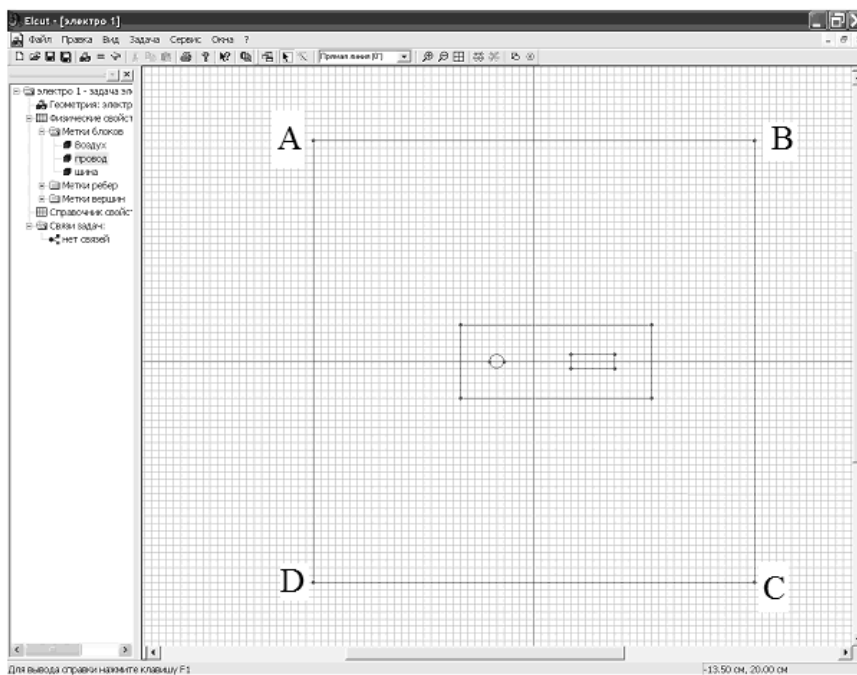 Elcut - [электро 1]
Файл Правка Вид Задача Сервис Окна ?
Прямая линия [0°]
электро 1 - задача эл
Геометрия: электр
Физические свойст
Метки блоков
Воздух
провод
шина
Метки ребер
Метки вершин
Справочник свойс
Связи задач:
нет связей
A
B
D
C
Для вывода справки нажмите клавишу F1
-13.50 см, 20.00 см